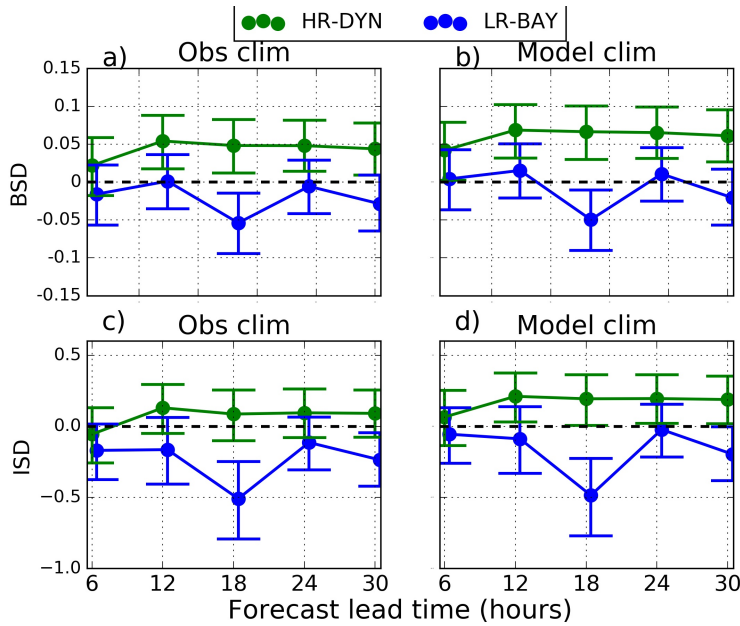 HR-DYN LR-BAY
a) Obs clim b) Model clim
0.15
0.1
0.05
0
-0.05
-0.1
-0.15
BSD
c) Obs clim d) Model clim
0.5
0.0
−0.5
−1.0
ISD
6 12 18 24 30 6 12 18 24 30
Forecast lead time (hours)